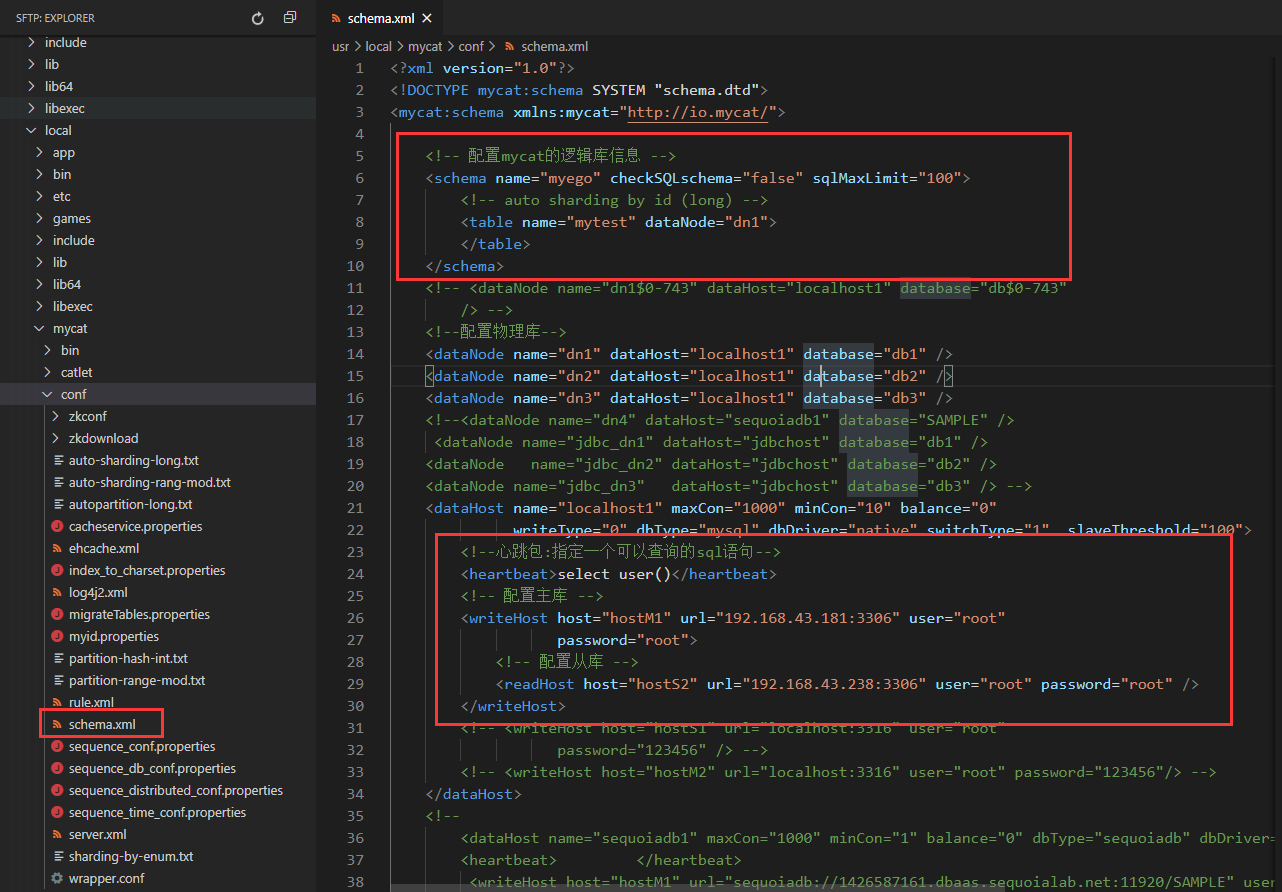 SFTP: EXPLORER
include
lib
lib64
libexec
local
app
bin
etc
games
include
lib
lib64
libexec
mycat
bin
catlet
conf
zkconf
zkdownload
auto-sharding-long.txt
auto-sharding-rang-mod.txt
autopartition-long.txt
cacheservice.properties
ehcache.xml
index_to_charset.properties
log4j2.xml
migrateTables.properties
myid.properties
partition-hash-int.txt
partition-range-mod.txt
rule.xml
schema.xml
sequence_conf.properties
sequence_db_conf.properties
sequence_distributed_conf.properties
sequence_time_conf.properties
server.xml
sharding-by-enum.txt
wrapper.conf
schema.xml
usr > local > mycat > conf > schema.xml
1 <?xml version="1.0"?>
2 <!DOCTYPE mycat:schema SYSTEM "schema.dtd">
3 <mycat:schema xmlns:mycat="http://io.mycat/">
4
5 <!-- 配置mycat的逻辑库信息 -->
6 <schema name="myego" checkSQLschema="false" sqlMaxLimit="100">
7 <!-- auto sharding by id (long) -->
8 <table name="mytest" dataNode="dn1">
9 </table>
10 </schema>
11 <!-- <dataNode name="dn1$0-743" dataHost="localhost1" database="db$0-743"
12 /> -->
13 <!--配置物理库-->
14 <dataNode name="dn1" dataHost="localhost1" database="db1" />
15 <dataNode name="dn2" dataHost="localhost1" database="db2" />
16 <dataNode name="dn3" dataHost="localhost1" database="db3" />
17 <!--<dataNode name="dn4" dataHost="sequoiadb1" database="SAMPLE" />
18 <dataNode name="jdbc_dn1" dataHost="jdbchost" database="db1" />
19 <dataNode name="jdbc_dn2" dataHost="jdbchost" database="db2" />
20 <dataNode name="jdbc_dn3" dataHost="jdbchost" database="db3" /> -->
21 <dataHost name="localhost1" maxCon="1000" minCon="10" balance="0"
22 writeType="0" dbType="mysql" dbDriver="native" switchType="1" slaveThreshold="100">
23 <!--心跳包:指定一个可以查询的sql语句-->
24 <heartbeat>select user()</heartbeat>
25 <!-- 配置主库 -->
26 <writeHost host="hostM1" url="192.168.43.181:3306" user="root"
27 password="root">
28 <!-- 配置从库 -->
29 <readHost host="hostS2" url="192.168.43.238:3306" user="root" password="root" />
30 </writeHost>
31 <!-- <writeHost host="hostS1" url="localhost:3316" user="root"
32 password="123456" /> -->
33 <!-- <writeHost host="hostM2" url="localhost:3316" user="root" password="123456"/> -->
34 </dataHost>
35 <!--
36 <dataHost name="sequoiadb1" maxCon="1000" minCon="1" balance="0" dbType="sequoiadb" dbDriver=
37 <heartbeat> </heartbeat>
38 <writeHost host="hostM1" url="sequoiadb://1426587161.dbaas.sequoialab.net:11920/SAMPLE" user